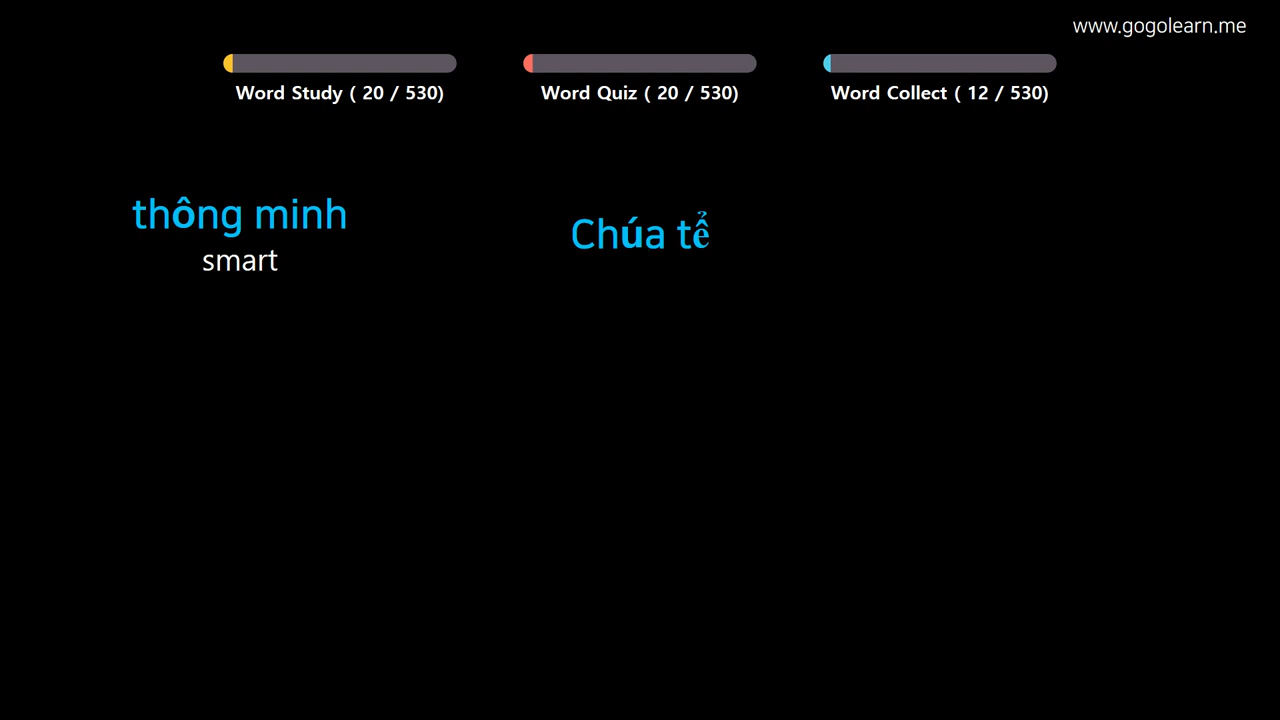 www.gogolearn.me
Word Study ( 20 / 530)
Word Quiz ( 20 / 530)
Word Collect ( 12 / 530)
thông minh
smart
Chúa tể